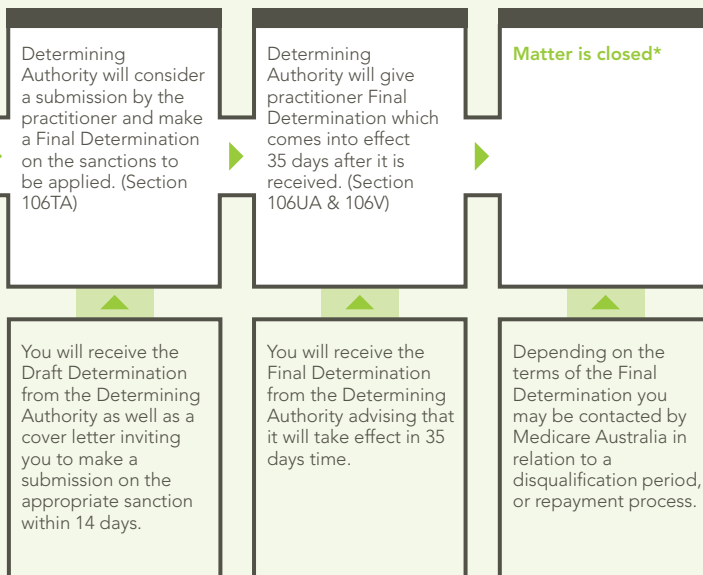 Determining
Authority will consider
a submission by the
practitioner and make
a Final Determination
on the sanctions to
be applied. (Section
106TA)
Determining
Authority will give
practitioner Final
Determination which
comes into effect
35 days after it is
received. (Section
106UA & 106V)
Matter is closed*
You will receive the
Draft Determination
from the Determining
Authority as well as a
cover letter inviting
you to make a
submission on the
appropriate sanction
within 14 days.
You will receive the
Final Determination
from the Determining
Authority advising that
it will take effect in 35
days time.
Depending on the
terms of the Final
Determination you
may be contacted by
Medicare Australia in
relation to a
disqualification period,
or repayment process.